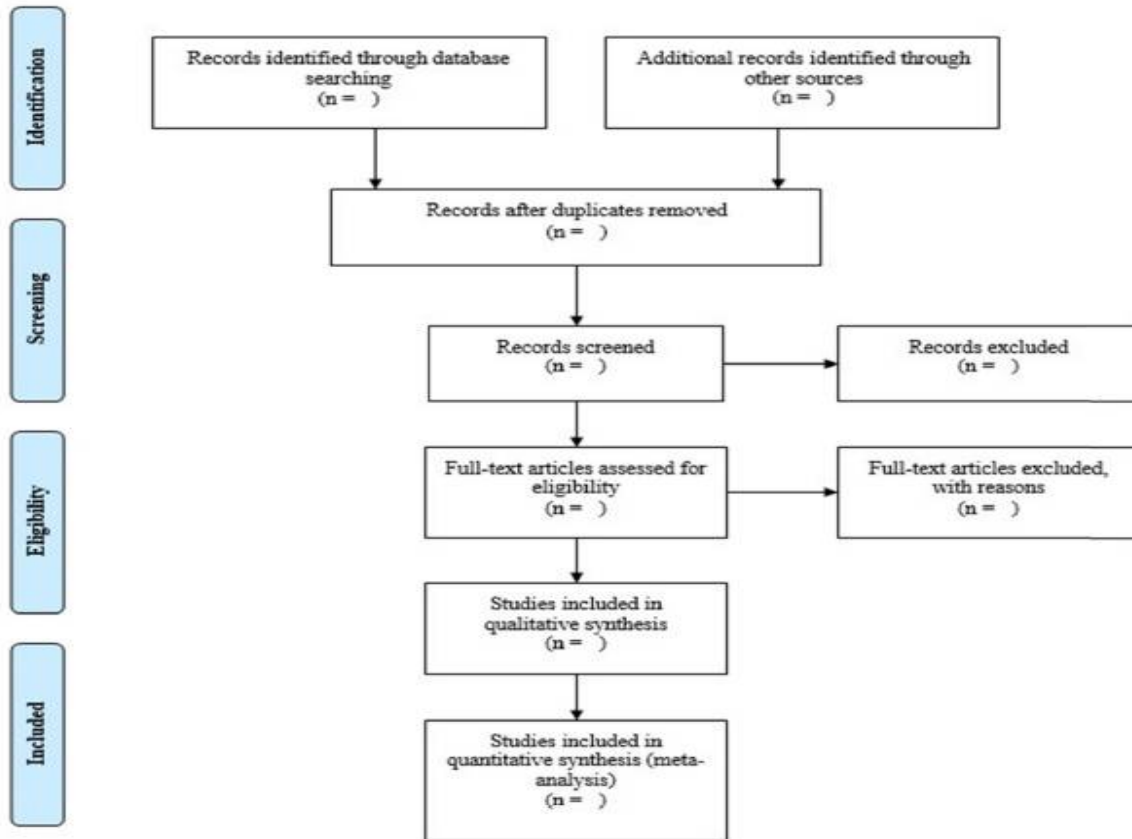 Identification
Records identified through database
searching
(n =   )
Additional records identified through
other sources
(n =   )
Records after duplicates removed
(n =   )
Screening
Records screened
(n =   )
Records excluded
(n =   )
Eligibility
Full-text articles assessed for
eligibility
(n =   )
Full-text articles excluded,
with reasons
(n =   )
Studies included in
qualitative synthesis
(n =   )
Included
Studies included in
quantitative synthesis (meta-
analysis)
(n =   )